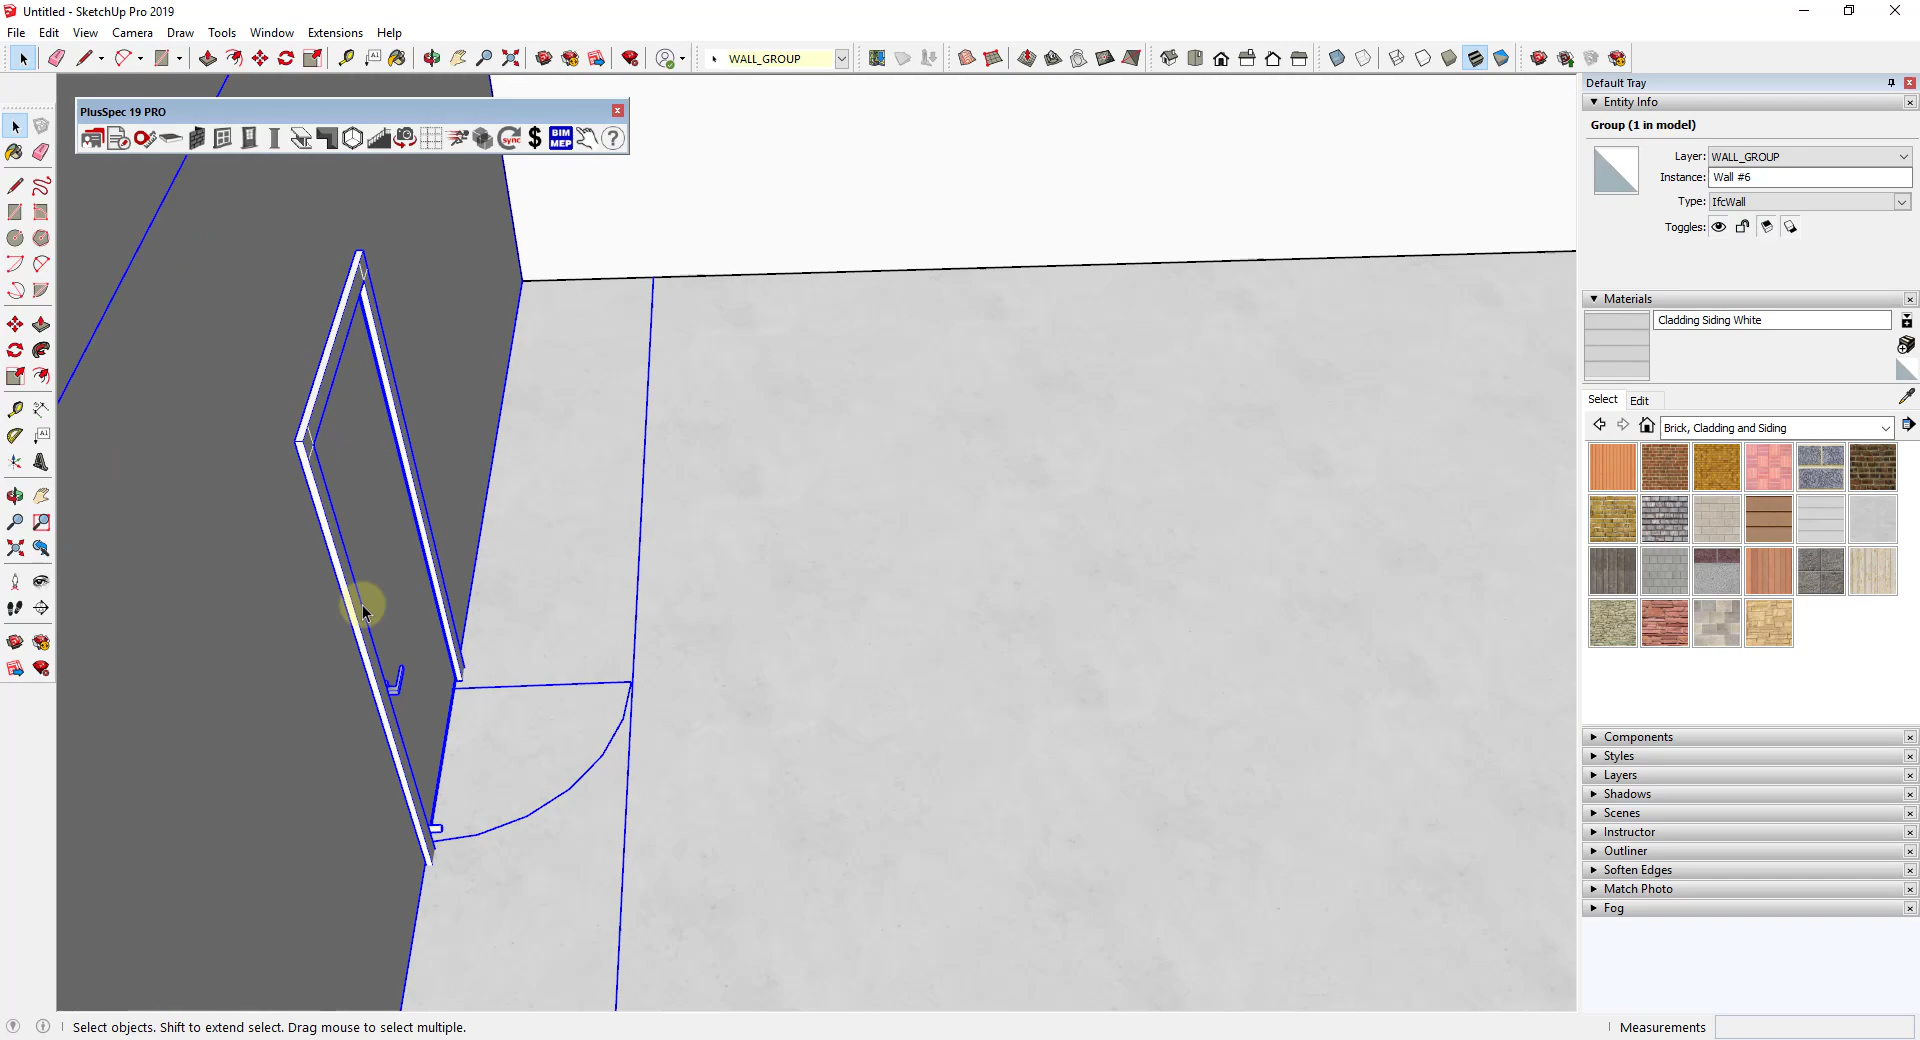 Untitled - SketchUp Pro 2019
File Edit View Camera Draw Tools Window Extensions Help
WALL_GROUP
PlusSpec 19 PRO
sync $ BIM MEP ?
Default Tray
Entity Info
Group (1 in model)
Layer: WALL_GROUP
Instance: Wall #6
Type: IfcWall
Toggles:
Materials
Cladding Siding White
Select Edit
Brick, Cladding and Siding
Components
Styles
Layers
Shadows
Scenes
Instructor
Outliner
Soften Edges
Match Photo
Fog
Select objects. Shift to extend select. Drag mouse to select multiple.
Measurements